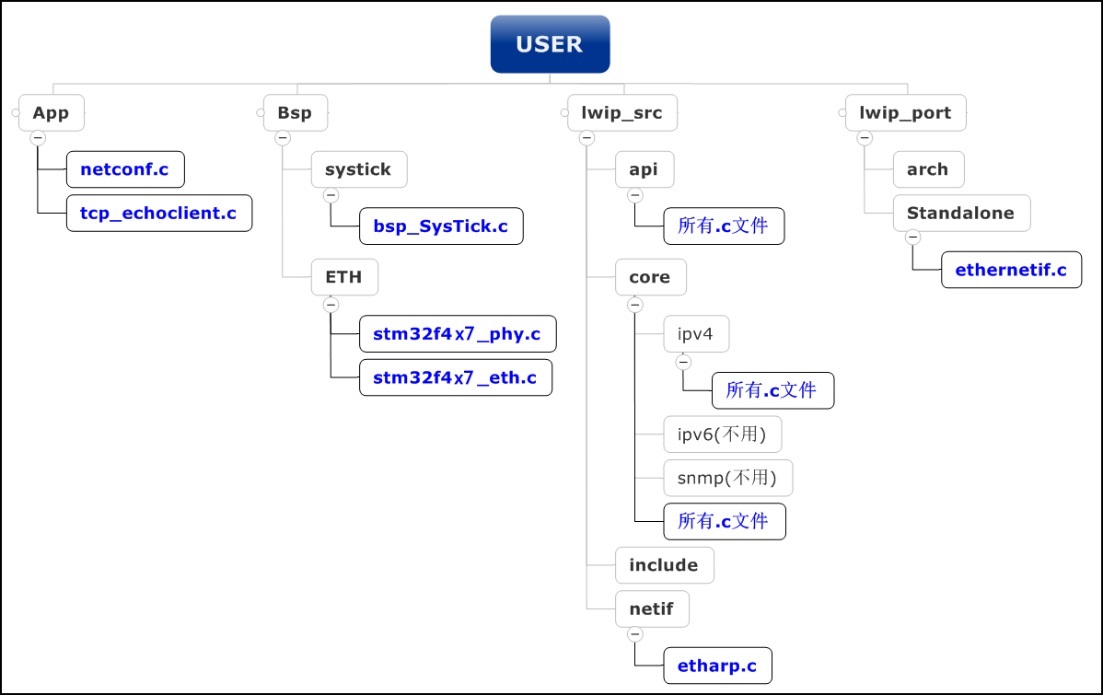 USER
App
netconf.c
tcp_echoclient.c
Bsp
systick
bsp_SysTick.c
ETH
stm32f4x7_phy.c
stm32f4x7_eth.c
lwip_src
api
所有.c文件
core
ipv4
所有.c文件
ipv6(不用)
snmp(不用)
所有.c文件
include
netif
etharp.c
lwip_port
arch
Standalone
ethernetif.c